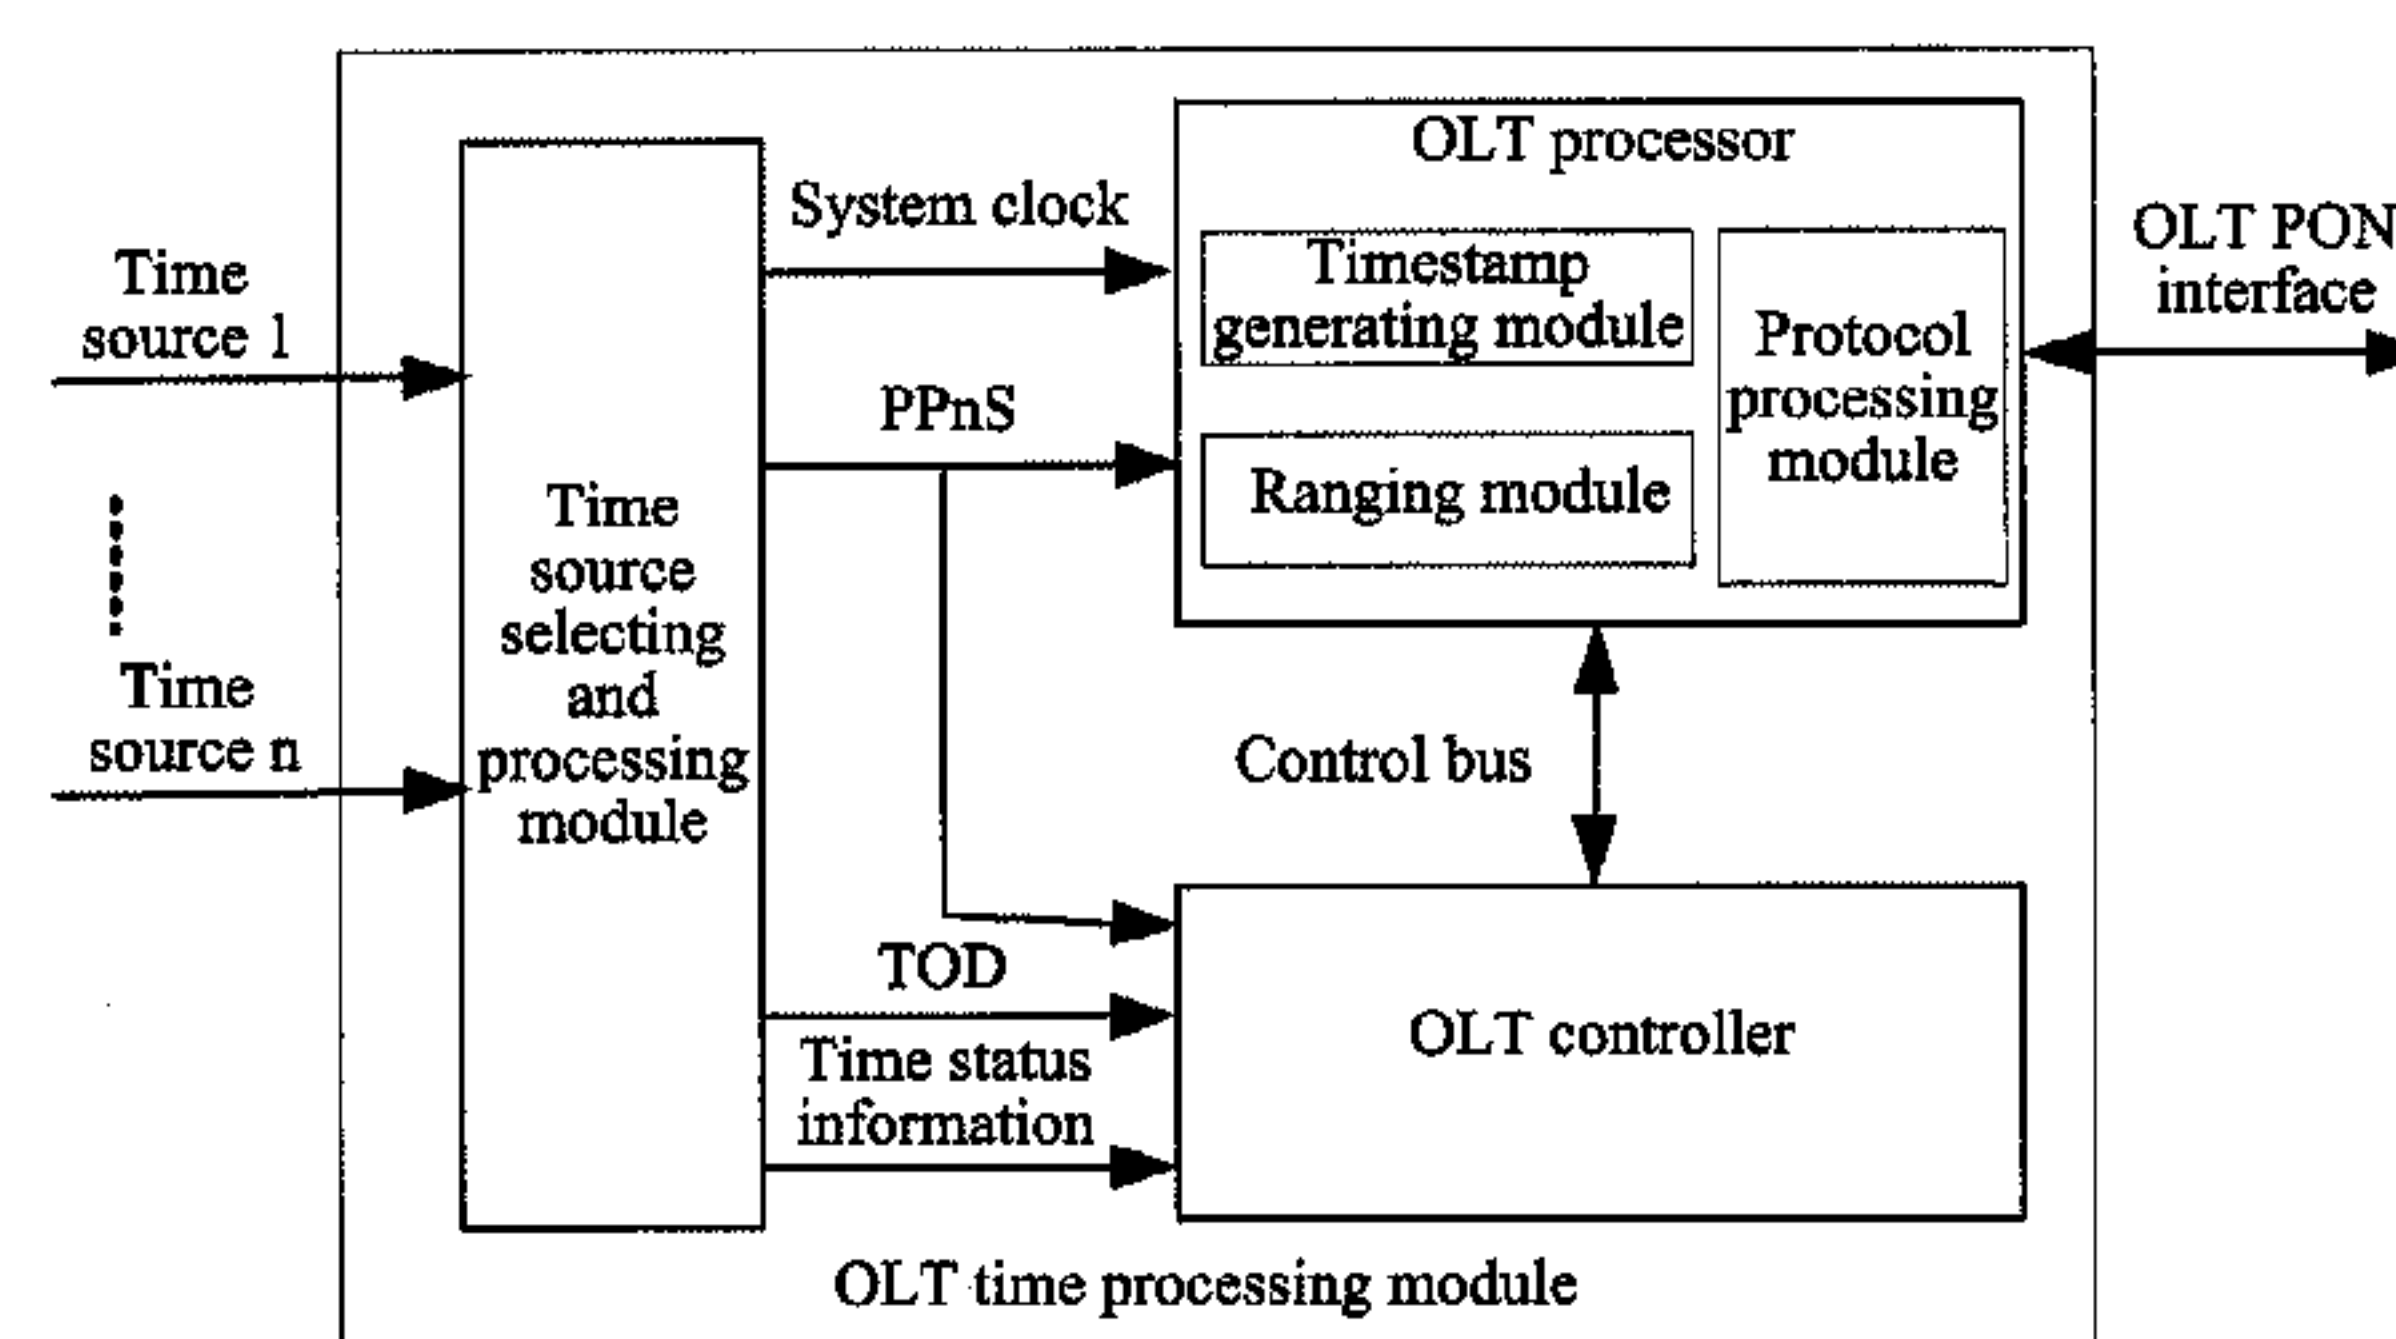 OLT processor
System clock
OLT PON
interface
Time
source 1
Timestamp
generating module
Protocol
processing
module
PPnS
Ranging module
Time
source
selecting
and
processing
module
Time
source n
Control bus
TOD
Time status
information
OLT controller
OLT time processing module